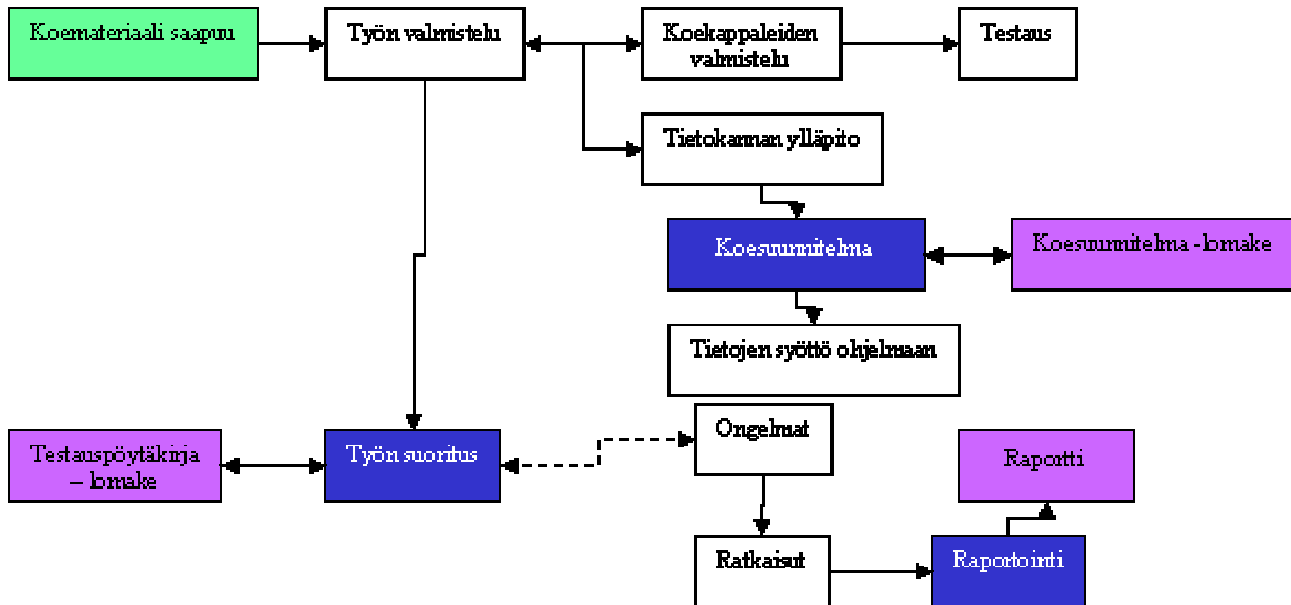 Koemateriaali saapuu
Työn valmistelu
Koekappaleiden
valmistelu
Testaus
Tietokannan ylläpito
Koesuunnitelma
Koesuunnitelma -lomake
Tietojen syöttö ohjelmaan
Testauspöytäkirja
– lomake
Työn suoritus
Ongelmat
Raportti
Ratkaisut
Raportointi